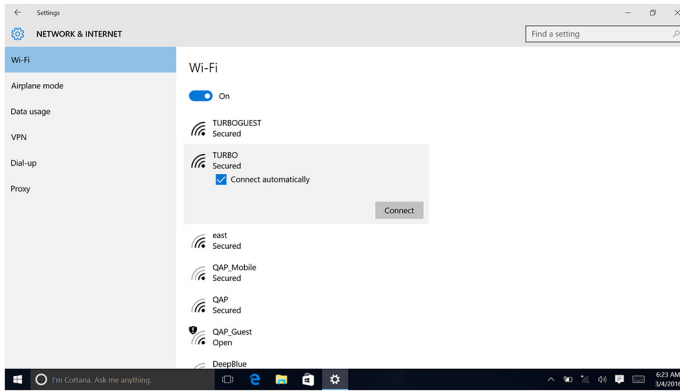 Settings
NETWORK & INTERNET
Find a setting
Wi-Fi
Airplane mode
Data usage
VPN
Dial-up
Proxy
Wi-Fi
On
TURBOGUEST
Secured
TURBO
Secured
Connect automatically
Connect
east
Secured
QAP_Mobile
Secured
QAP
Secured
QAP_Guest
Open
DeepBlue
I'm Cortana. Ask me anything.
6:23 AM
3/4/2016